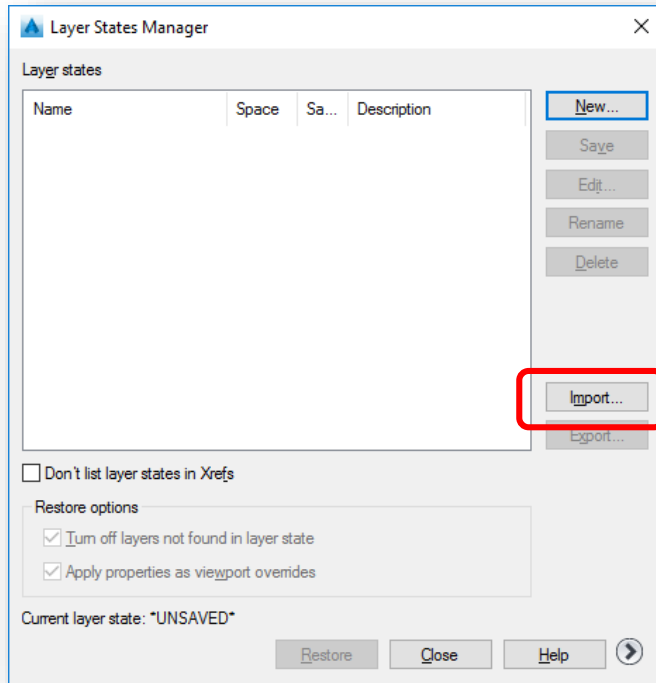 Layer States Manager
Layer states
Name Space Sa... Description
New...
Save
Edit...
Rename
Delete
Import...
Export...
Don't list layer states in Xrefs
Restore options
Turn off layers not found in layer state
Apply properties as viewport overrides
Current layer state: *UNSAVED*
Restore Close Help